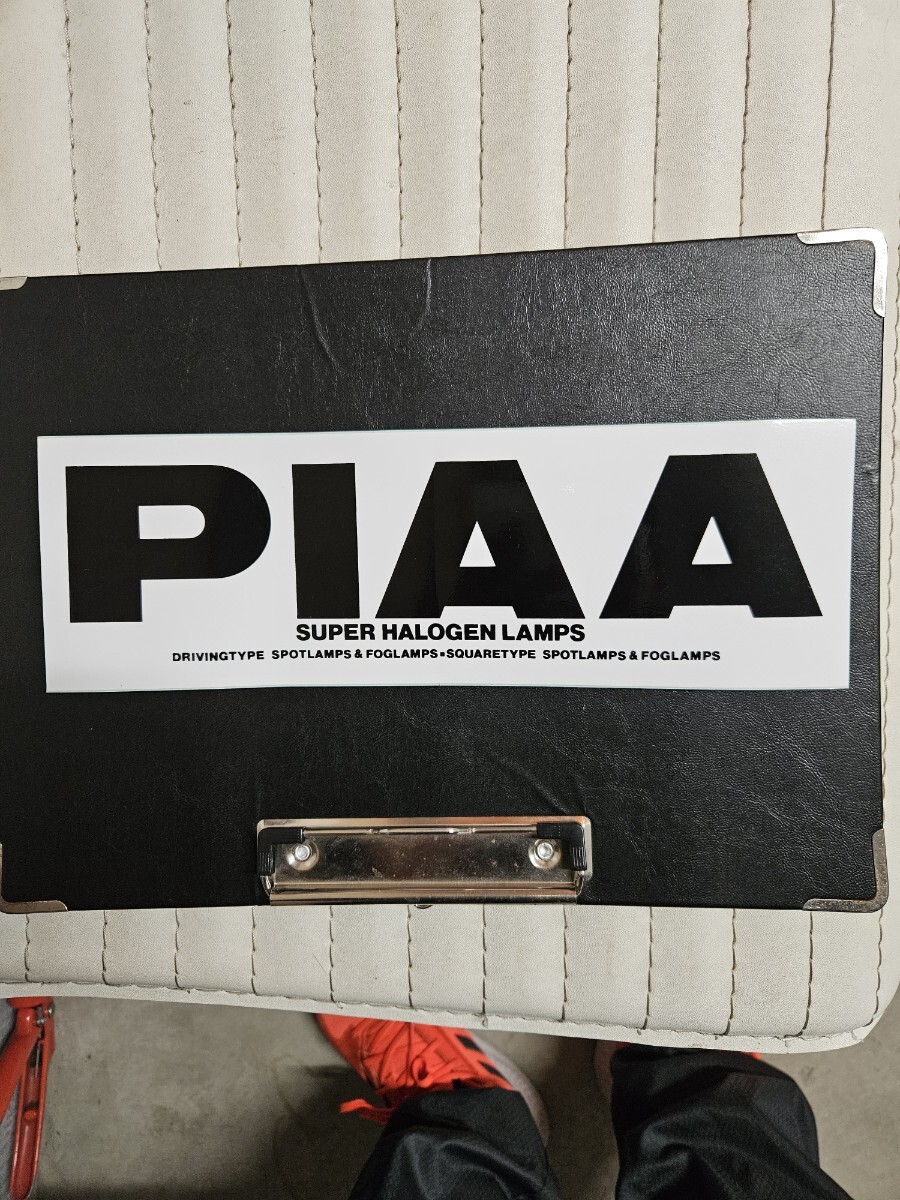 PIAA
SUPER HALOGEN LAMPS
DRIVINGTYPE SPOTLAMPS & FOGLAMPS▪SQUARETYPE SPOTLAMPS & FOGLAMPS